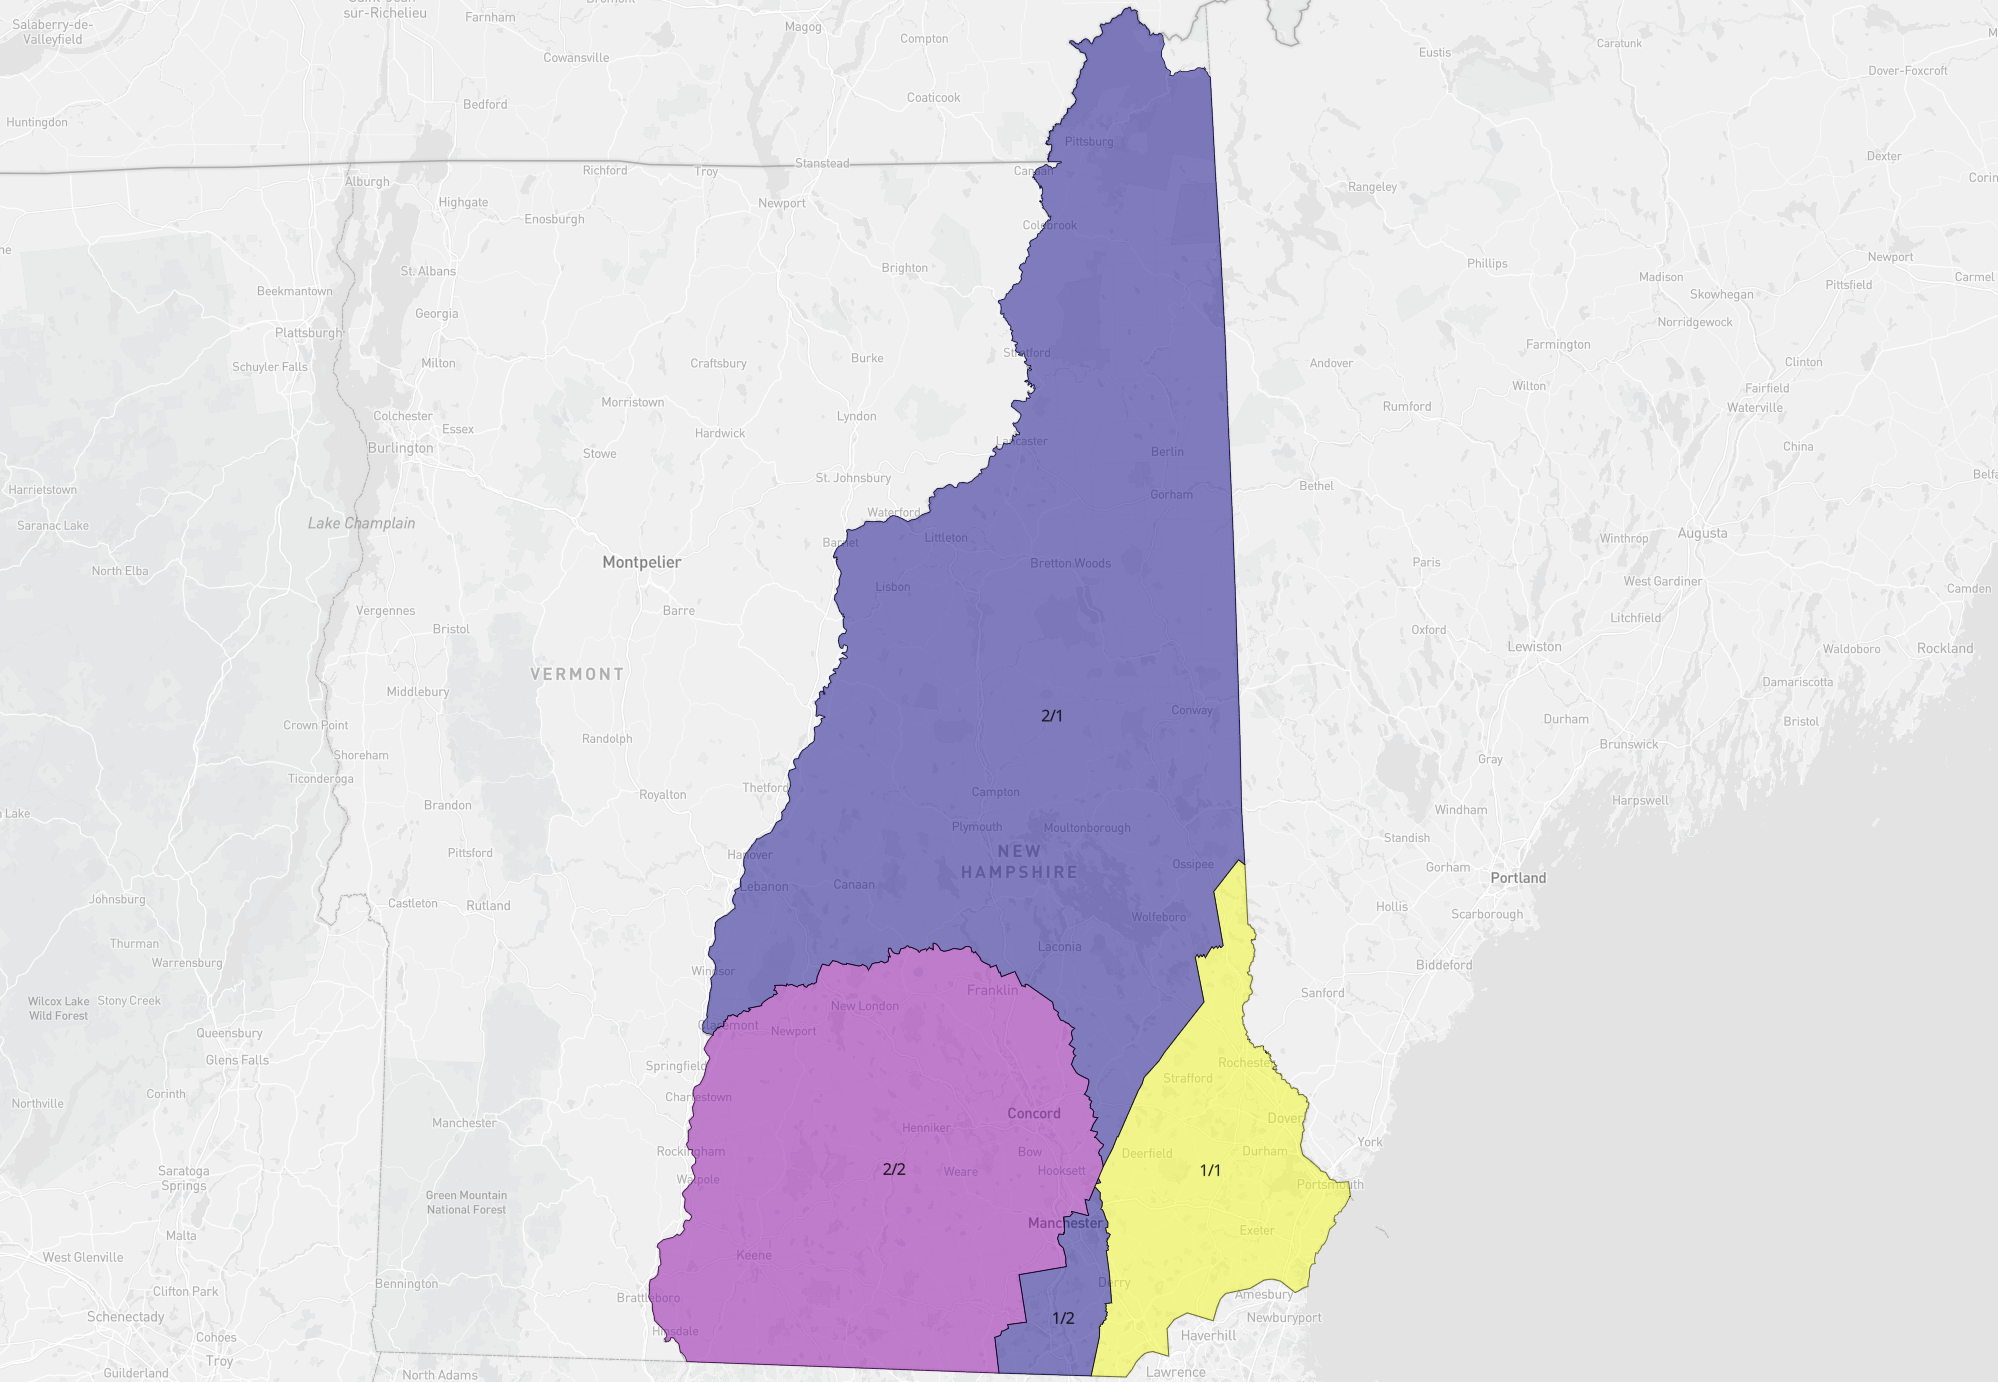 Saint-Jean-
sur-Richelieu
Bromont
Salaberry-de-
Valleyfield
Farnham
Magog
Compton
Cowansville
Eustis
Caratunk
Dover-Foxcroft
Bedford
Coaticook
Huntingdon
Pittsburg
Dexter
Stanstead
Richford
Troy
Canaan
Alburgh
Highgate
Newport
Enosburgh
Rangeley
Colebrook
St. Albans
Brighton
Phillips
Madison
Newport
Carmel
Beekmantown
Skowhegan
Pittsfield
Georgia
Plattsburgh
Norridgewock
Schuyler Falls
Milton
Craftsbury
Burke
Stratford
Andover
Farmington
Clinton
Morristown
Wilton
Fairfield
Colchester
Essex
Lyndon
Rumford
Waterville
Burlington
Hardwick
Lancaster
Berlin
China
Stowe
St. Johnsbury
Harrietstown
Gorham
Bethel
Saranac Lake
Lake Champlain
Waterford
Barnet
Littleton
Winthrop
Augusta
Montpelier
North Elba
Bretton Woods
Paris
West Gardiner
Lisbon
Camden
Vergennes
Barre
Litchfield
Bristol
Oxford
Lewiston
Waldoboro
Rockland
VERMONT
Middlebury
Damariscotta
Crown Point
2/1
Conway
Durham
Bristol
Randolph
Brunswick
Shoreham
Gray
Ticonderoga
Thetford
Royalton
Campton
Brandon
Windham
Harpswell
Lake
Plymouth
Moultonborough
Standish
Pittsford
Hanover
NEW
HAMPSHIRE
Ossipee
Gorham
Portland
Lebanon
Canaan
Johnsburg
Castleton
Rutland
Hollis
Scarborough
Wolfeboro
Thurman
Laconia
Warrensburg
Windsor
Biddeford
Wilcox Lake
Wild Forest
Stony Creek
Franklin
Sanford
New London
Queensbury
Claremont
Newport
Glens Falls
Springfield
Rochester
Strafford
Corinth
Charlestown
Northville
Concord
Manchester
Henniker
Dover
York
Rockingham
Bow
Deerfield
Durham
Saratoga
Springs
Walpole
2/2
Weare
Hooksett
1/1
Portsmouth
Green Mountain
National Forest
Manchester
Malta
Exeter
West Glenville
Keene
Bennington
Derry
Clifton Park
Brattleboro
Amesbury
Schenectady
1/2
Newburyport
Cohoes
Hinsdale
Haverhill
Troy
Guilderland
North Adams
Lawrence